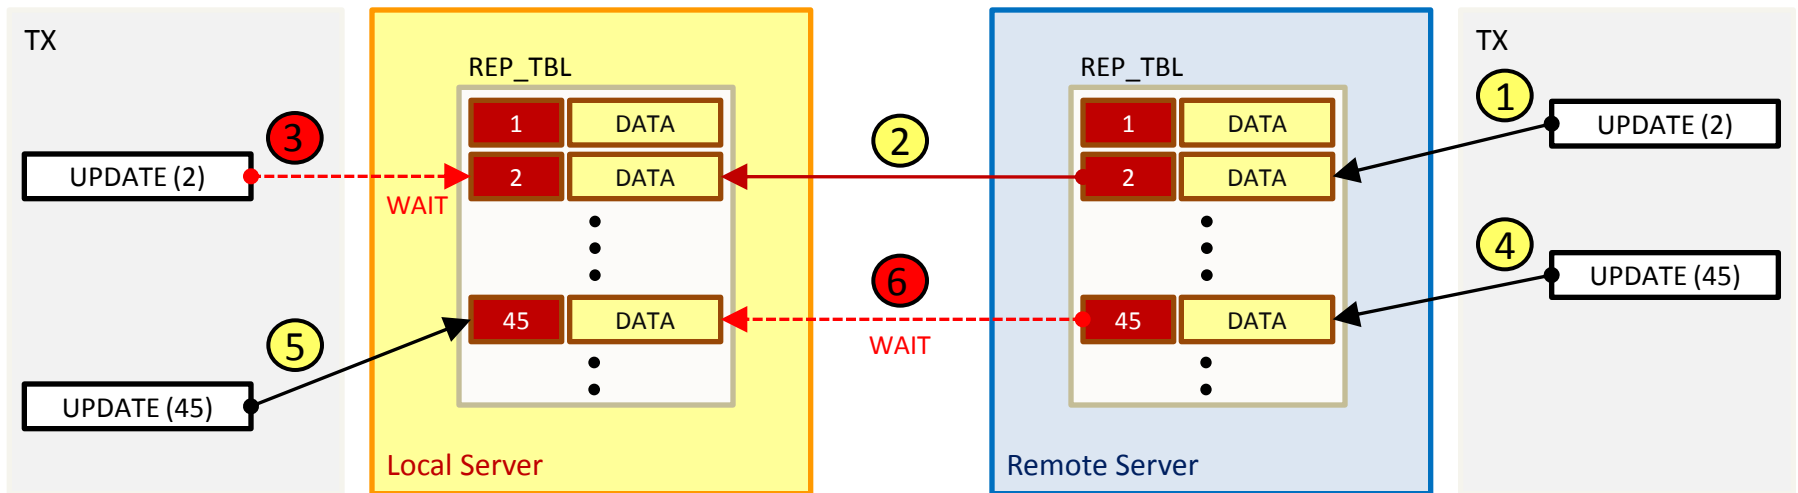 TX
3
UPDATE (2)
WAIT
5
UPDATE (45)
REP_TBL
1 DATA
2 DATA
45 DATA
Local Server
2
6
WAIT
REP_TBL
1 DATA
2 DATA
45 DATA
Remote Server
TX
1
UPDATE (2)
4
UPDATE (45)